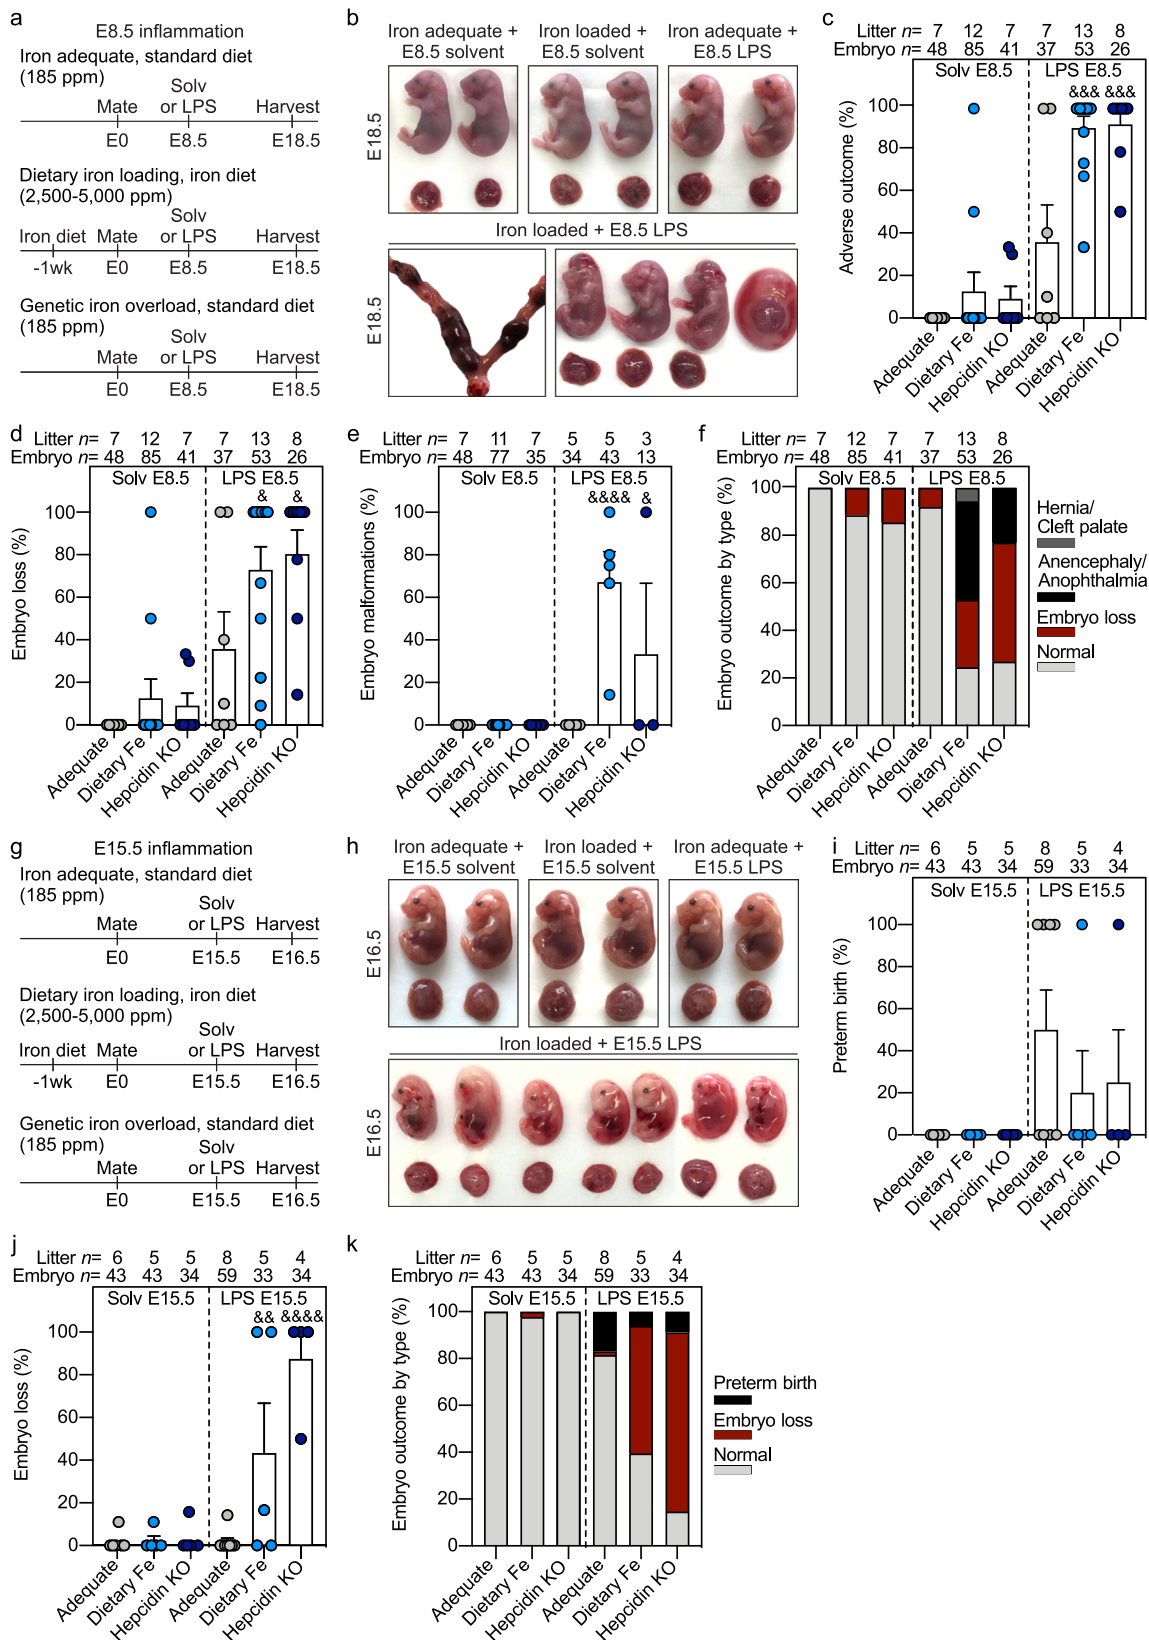 a
E8.5 inflammation
Iron adequate, standard diet
(185 ppm)
Solv
Mate or LPS Harvest
E0 E8.5 E18.5
Dietary iron loading, iron diet
(2,500-5,000 ppm)
Solv
Iron diet Mate or LPS Harvest
-1wk E0 E8.5 E18.5
Genetic iron overload, standard diet
(185 ppm)
Solv
Mate or LPS Harvest
E0 E8.5 E18.5
b
Iron adequate + E8.5 solvent
Iron loaded + E8.5 solvent
Iron adequate + E8.5 LPS
E18.5
Iron loaded + E8.5 LPS
E18.5
c
Litter n= 7 12 7 7 13 8
Embryo n= 48 85 41 37 53 26
Solv E8.5 LPS E8.5
&&& &&&
Adverse outcome (%)
100
80
60
40
20
0
Adequate
Dietary Fe
Hepcidin KO
Adequate
Dietary Fe
Hepcidin KO
d
Litter n= 7 12 7 7 13 8
Embryo n= 48 85 41 37 53 26
Solv E8.5 LPS E8.5
& &
Embryo loss (%)
100
80
60
40
20
0
Adequate
Dietary Fe
Hepcidin KO
Adequate
Dietary Fe
Hepcidin KO
e
Litter n= 7 11 7 5 5 3
Embryo n= 48 77 35 34 43 13
Solv E8.5 LPS E8.5
&&&& &
Embryo malformations (%)
100
80
60
40
20
0
Adequate
Dietary Fe
Hepcidin KO
Adequate
Dietary Fe
Hepcidin KO
f
Litter n= 7 12 7 7 13 8
Embryo n= 48 85 41 37 53 26
Solv E8.5 LPS E8.5
Embryo outcome by type (%)
100
80
60
40
20
0
Adequate
Dietary Fe
Hepcidin KO
Adequate
Dietary Fe
Hepcidin KO
Hernia/
Cleft palate
Anencephaly/
Anophthalmia
Embryo loss
Normal
g
E15.5 inflammation
Iron adequate, standard diet
(185 ppm)
Solv
Mate or LPS Harvest
E0 E15.5 E16.5
Dietary iron loading, iron diet
(2,500-5,000 ppm)
Solv
Iron diet Mate or LPS Harvest
-1wk E0 E15.5 E16.5
Genetic iron overload, standard diet
(185 ppm)
Solv
Mate or LPS Harvest
E0 E15.5 E16.5
h
Iron adequate + E15.5 solvent
Iron loaded + E15.5 solvent
Iron adequate + E15.5 LPS
E16.5
Iron loaded + E15.5 LPS
E16.5
i
Litter n= 6 5 5 8 5 4
Embryo n= 43 43 34 59 33 34
Solv E15.5 LPS E15.5
Preterm birth (%)
100
80
60
40
20
0
Adequate
Dietary Fe
Hepcidin KO
Adequate
Dietary Fe
Hepcidin KO
j
Litter n= 6 5 5 8 5 4
Embryo n= 43 43 34 59 33 34
Solv E15.5 LPS E15.5
&& &&&&
Embryo loss (%)
100
80
60
40
20
0
Adequate
Dietary Fe
Hepcidin KO
Adequate
Dietary Fe
Hepcidin KO
k
Litter n= 6 5 5 8 5 4
Embryo n= 43 43 34 59 33 34
Solv E15.5 LPS E15.5
Embryo outcome by type (%)
100
80
60
40
20
0
Adequate
Dietary Fe
Hepcidin KO
Adequate
Dietary Fe
Hepcidin KO
Preterm birth
Embryo loss
Normal